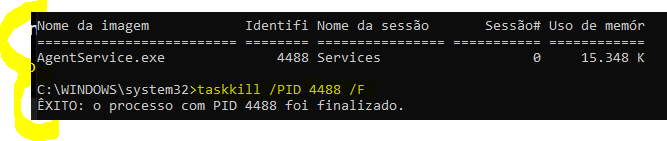 Nome da imagem Identifi Nome da sessão Sessão# Uso de memór
========================= ======== ================ =========== ============
AgentService.exe 4488 Services 0 15.348 K
C:\WINDOWS\system32>taskkill /PID 4488 /F
ÊXITO: o processo com PID 4488 foi finalizado.